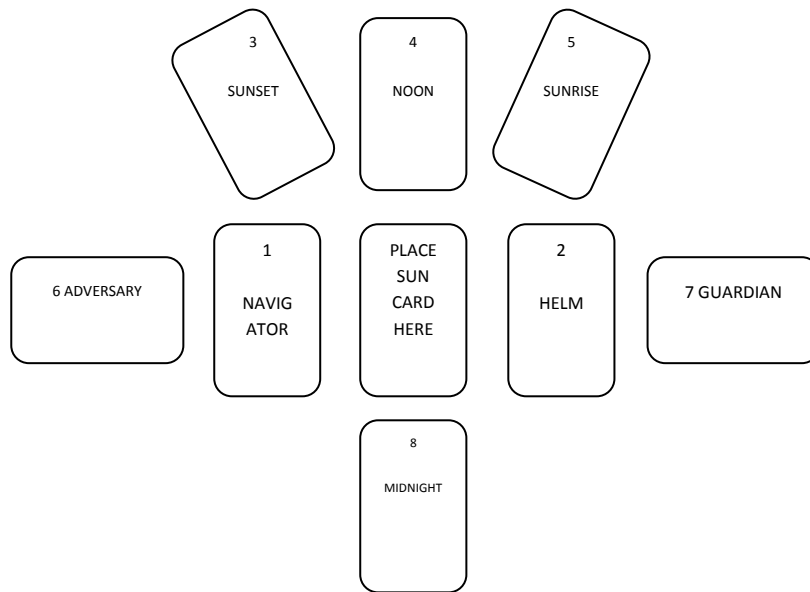 3
SUNSET
4
NOON
5
SUNRISE
6 ADVERSARY
1
NAVIG
ATOR
PLACE
SUN
CARD
HERE
2
HELM
7 GUARDIAN
8
MIDNIGHT